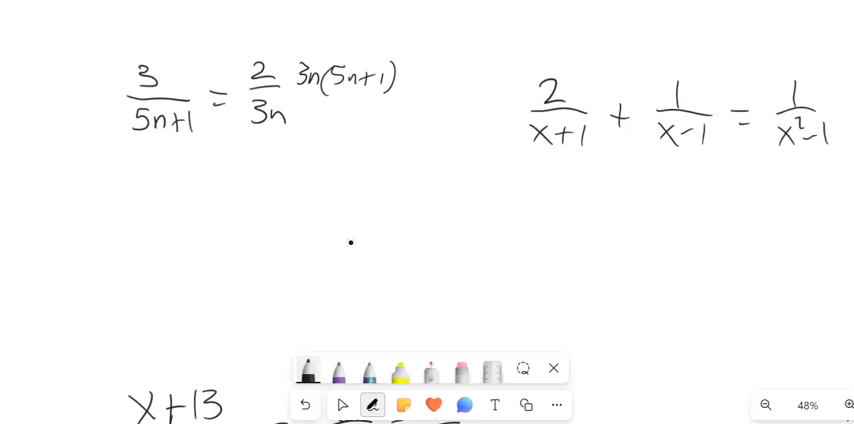 3/(5n+1) = 2/(3n) 3n(5n+1)
2/(x+1) + 1/(x-1) = 1/(x²-1)
x+13
T
48%